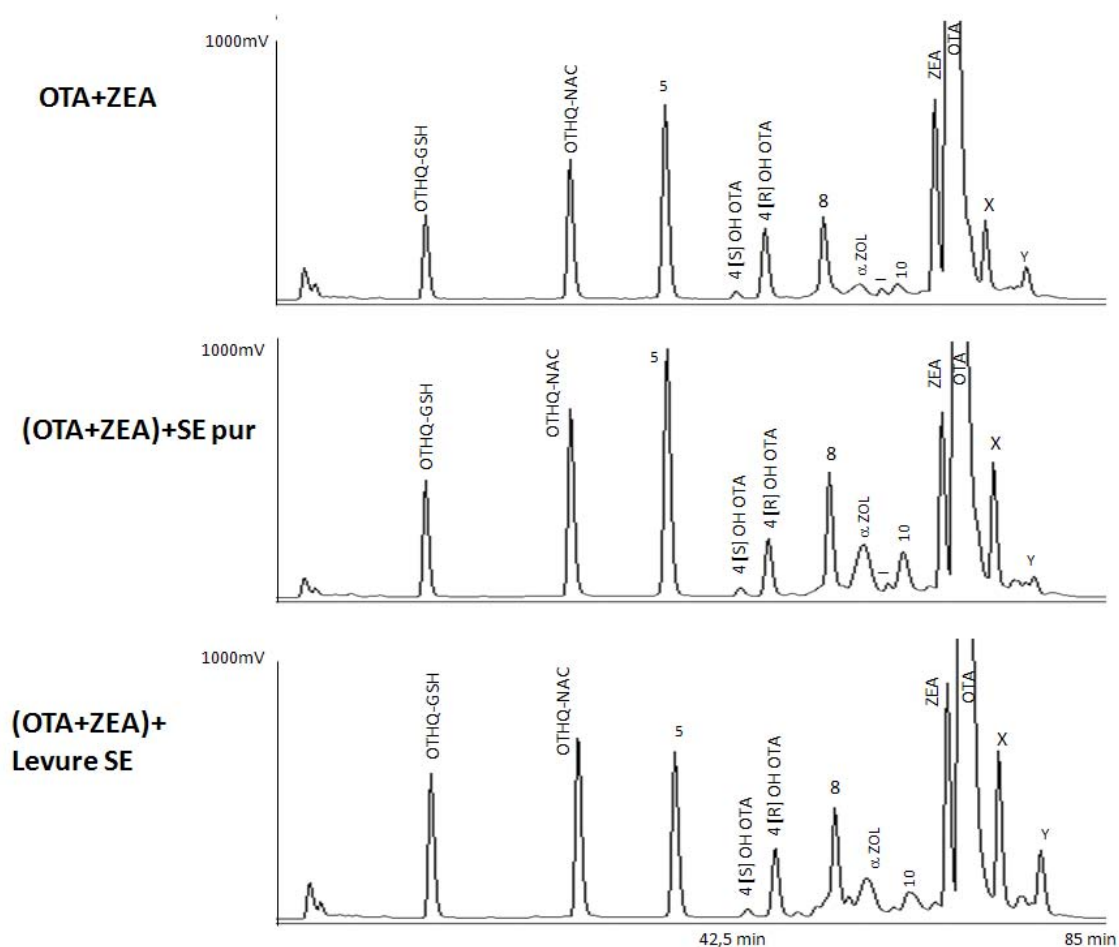 1000mV
OTA+ZEA
OTHQ-GSH
OTHQ-NAC
5
4 [S] OH OTA
4 [R] OH OTA
8
α ZOL
I
10
ZEA
OTA
X
Y
1000mV
(OTA+ZEA)+SE pur
OTHQ-GSH
OTHQ-NAC
5
4 [S] OH OTA
4 [R] OH OTA
8
α ZOL
I
10
ZEA
OTA
X
Y
1000mV
(OTA+ZEA)+
Levure SE
OTHQ-GSH
OTHQ-NAC
5
4 [S] OH OTA
4 [R] OH OTA
8
α ZOL
10
ZEA
OTA
X
Y
42,5 min
85 min